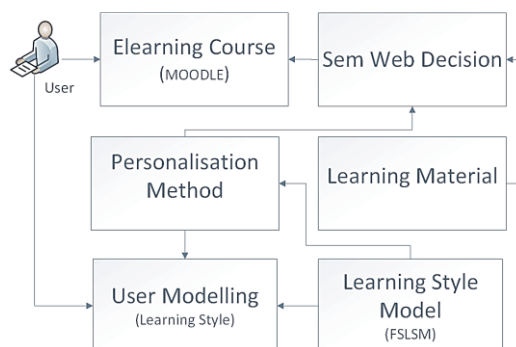 Elearning Course
(MOODLE)
Sem Web Decision
User
Personalisation
Method
Learning Material
User Modelling
(Learning Style)
Learning Style
Model
(FSLSM)